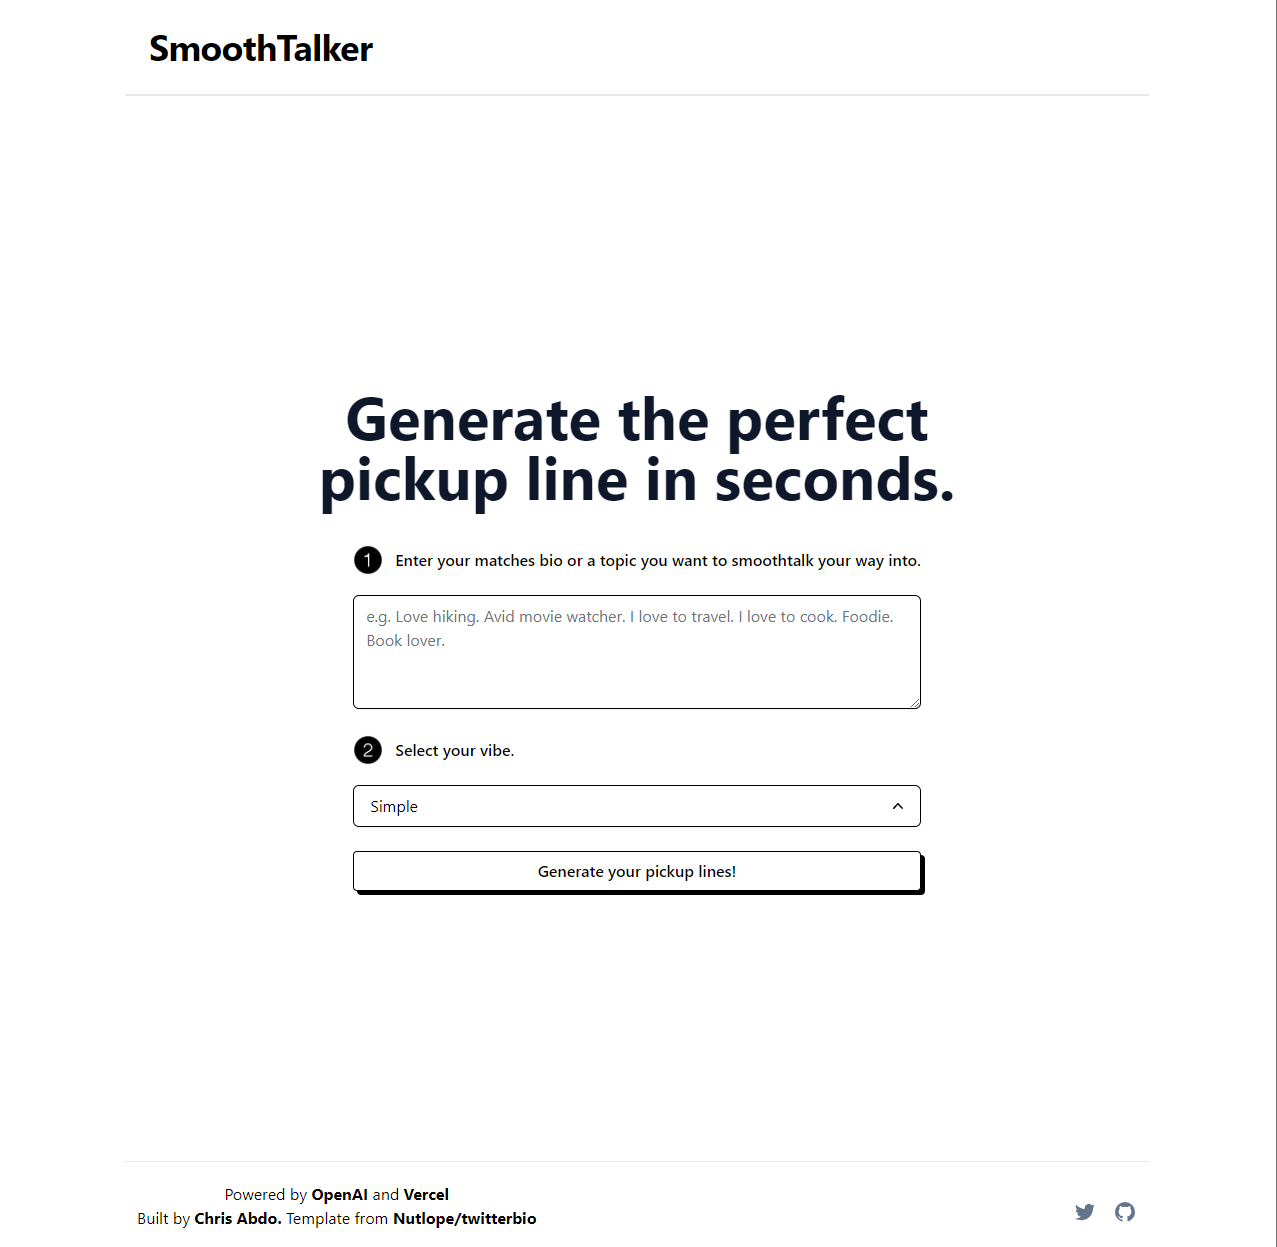 SmoothTalker
Generate the perfect
pickup line in seconds.
1 Enter your matches bio or a topic you want to smoothtalk your way into.
e.g. Love hiking. Avid movie watcher. I love to travel. I love to cook. Foodie.
Book lover.
2 Select your vibe.
Simple
Generate your pickup lines!
Powered by OpenAI and Vercel
Built by Chris Abdo. Template from Nutlope/twitterbio